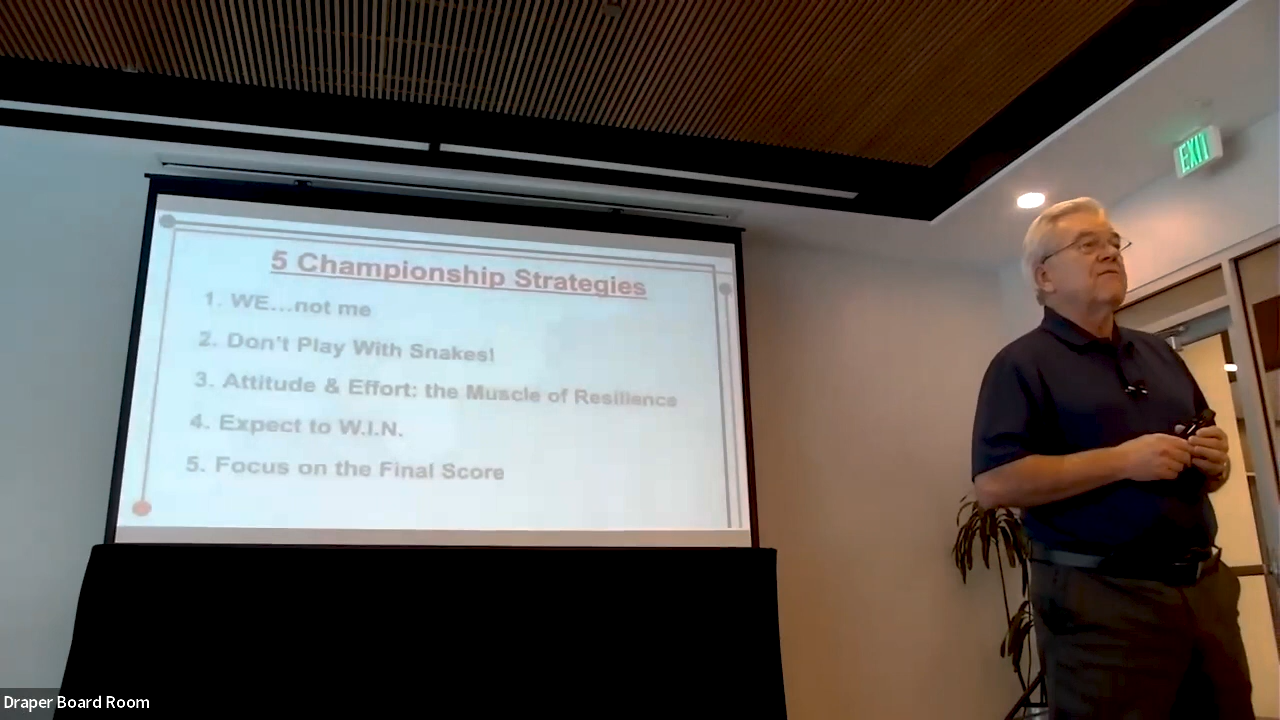 5 Championship Strategies
1. WE...not me
2. Don't Play With Snakes!
3. Attitude & Effort: the Muscle of Resilience
4. Expect to W.I.N.
5. Focus on the Final Score
EXIT
Draper Board Room